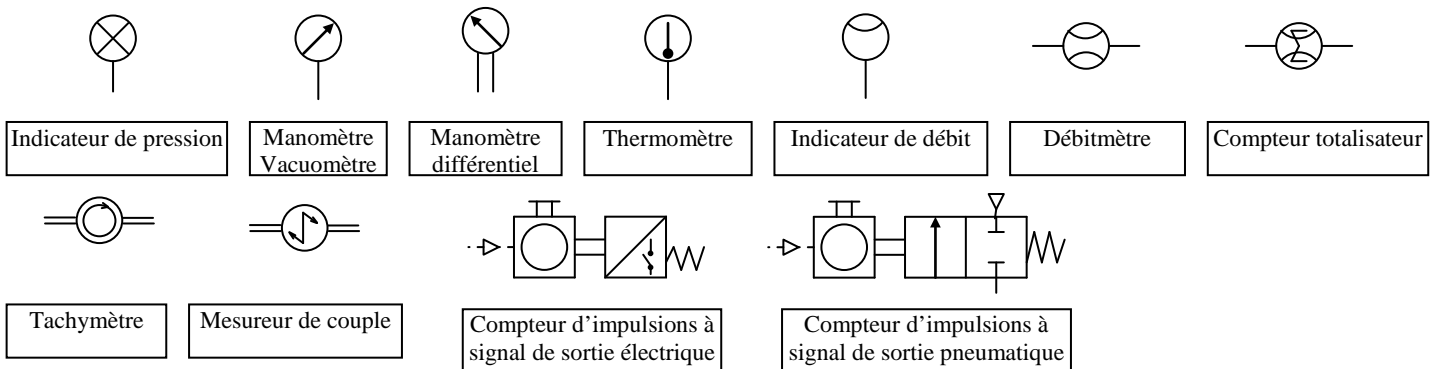 Indicateur de pression
Manomètre
Vacuomètre
Manomètre
différentiel
Thermomètre
Indicateur de débit
Débitmètre
Compteur totalisateur
Tachymètre
Mesureur de couple
Compteur d’impulsions à
signal de sortie électrique
Compteur d’impulsions à
signal de sortie pneumatique